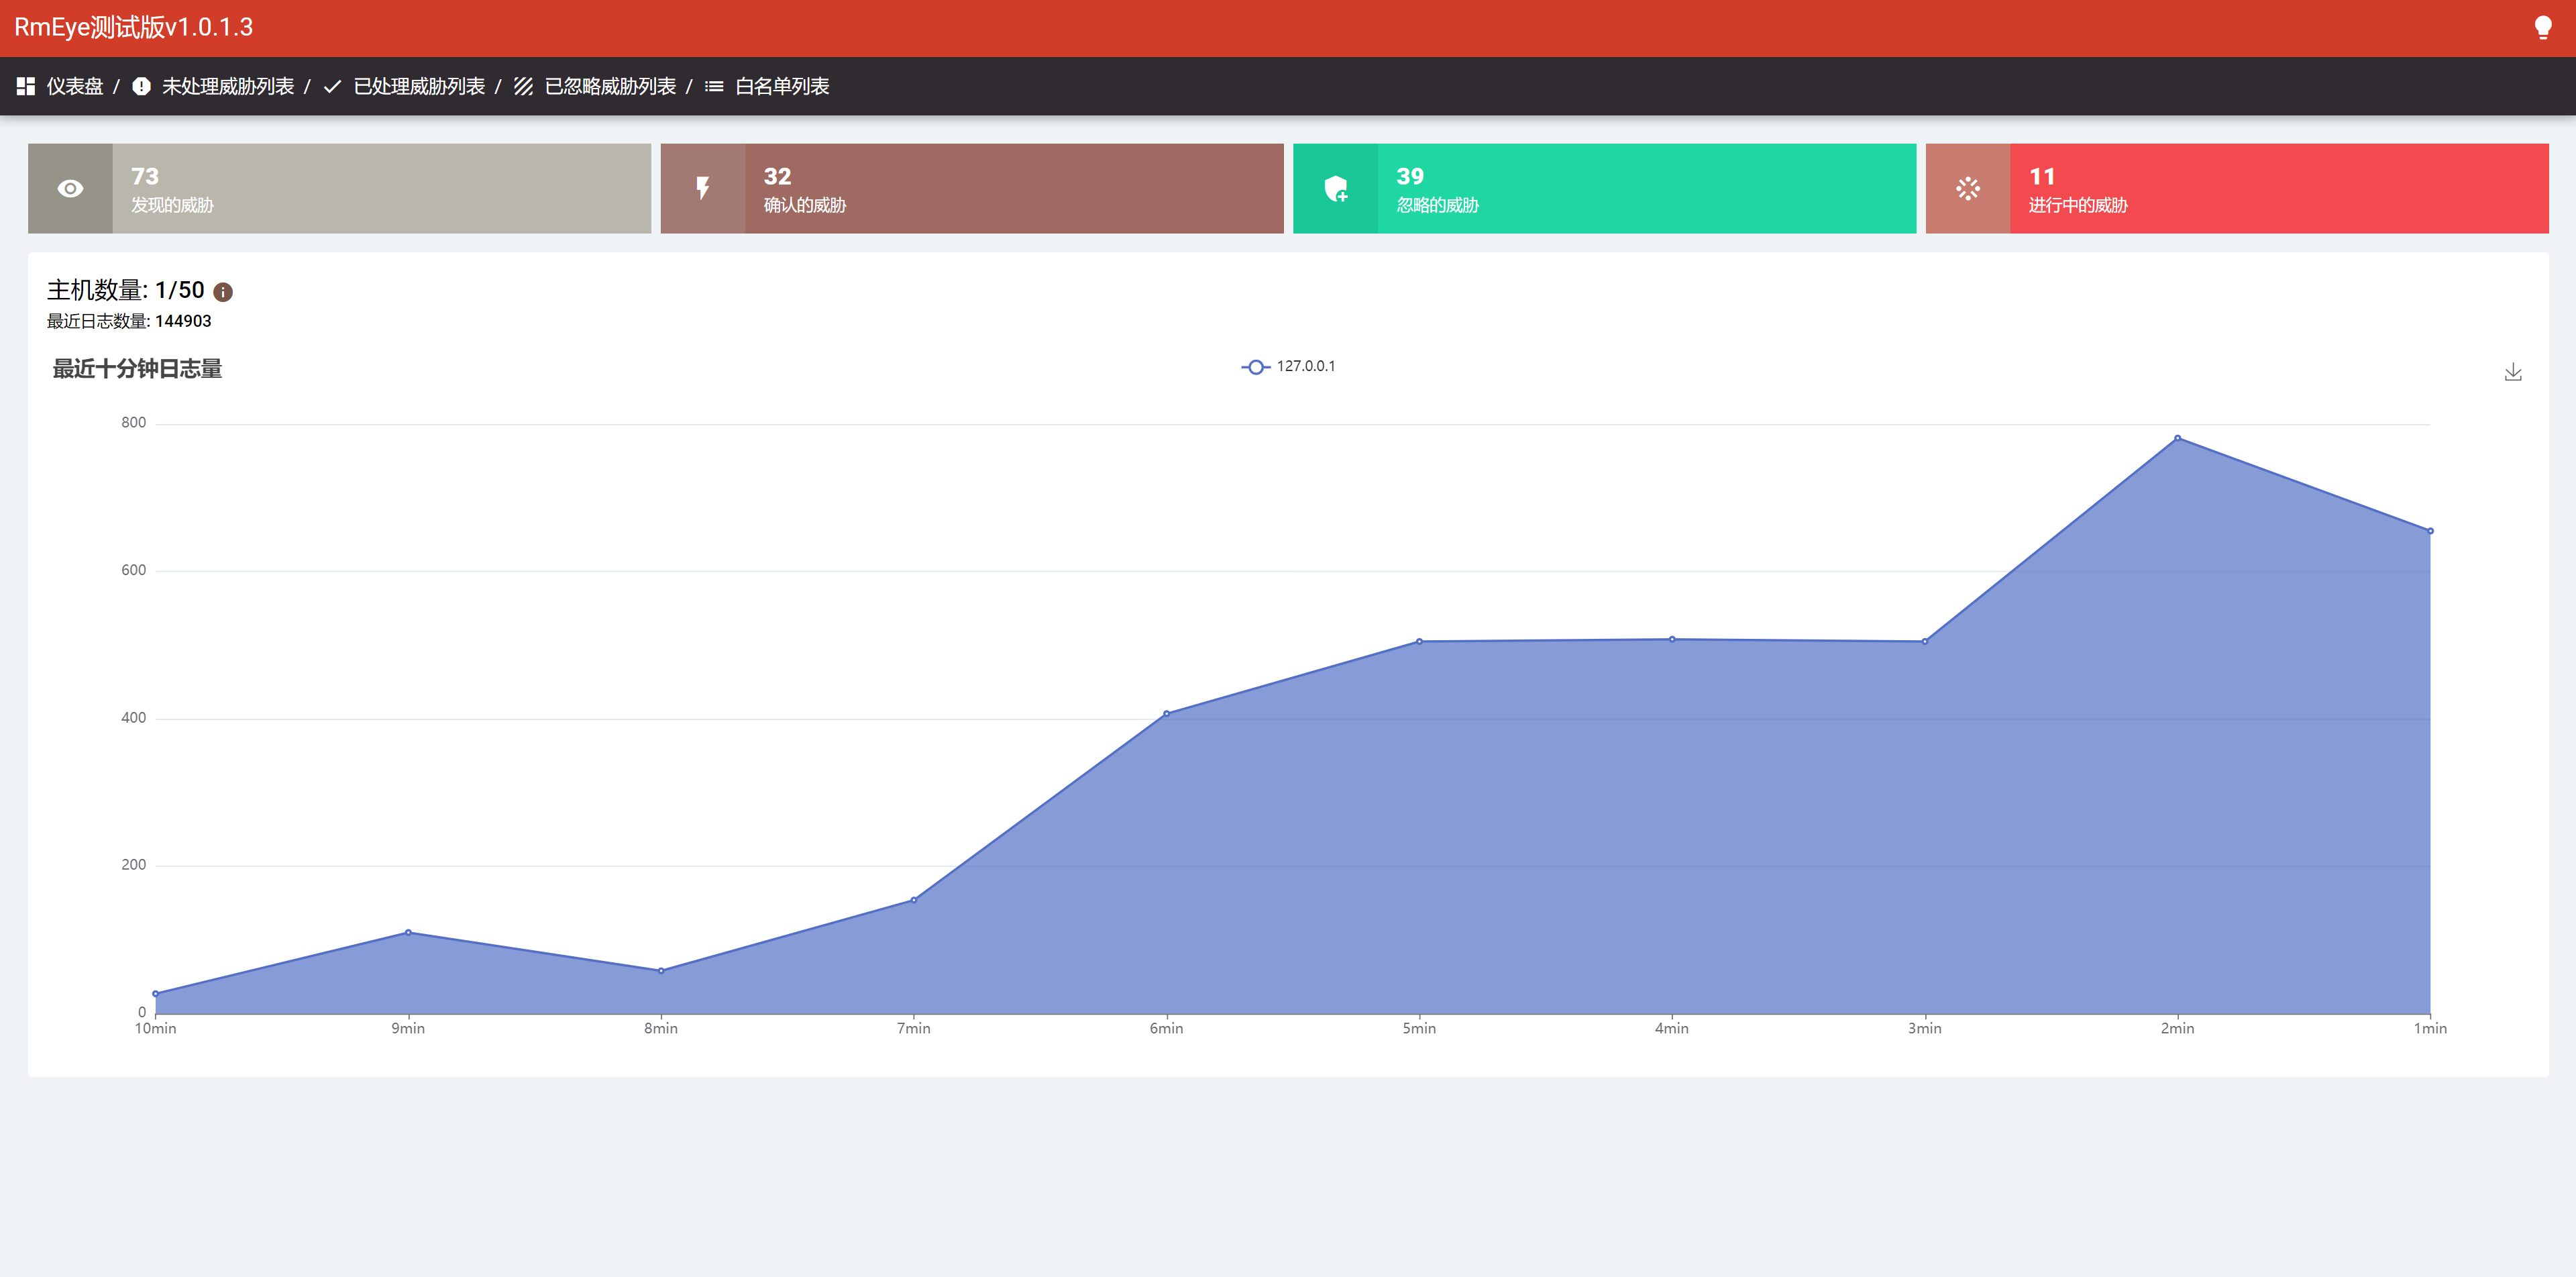 RmEye测试版v1.0.1.3
仪表盘 / 未处理威胁列表 / 已处理威胁列表 / 已忽略威胁列表 / 白名单列表
73
发现的威胁
32
确认的威胁
39
忽略的威胁
11
进行中的威胁
主机数量: 1/50
最近日志数量: 144903
最近十分钟日志量
127.0.0.1
800
600
400
200
0
10min 9min 8min 7min 6min 5min 4min 3min 2min 1min